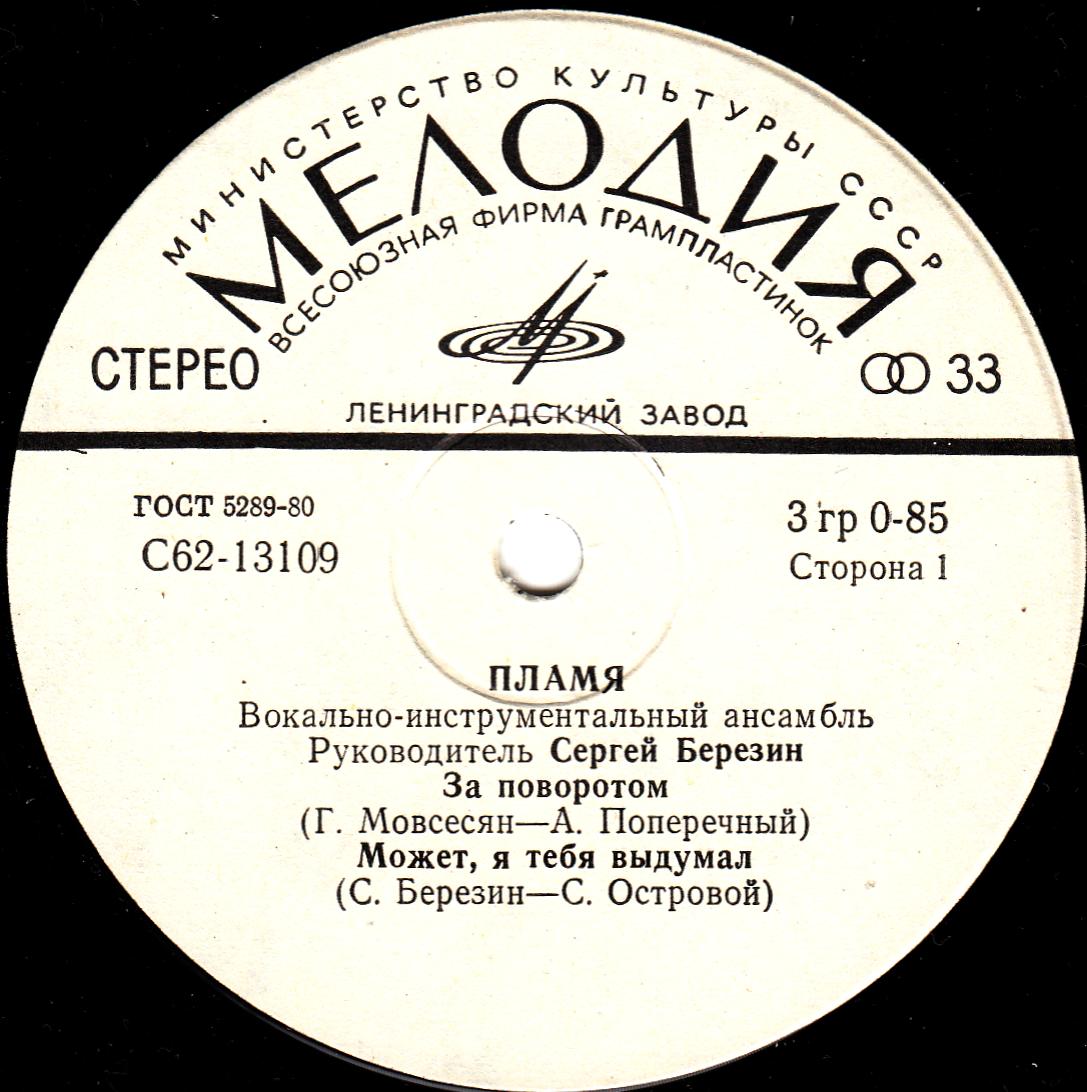 МИНИСТЕРСТВО КУЛЬТУРЫ СССР
МЕЛОДИЯ
ВСЕСОЮЗНАЯ ФИРМА ГРАМПЛАСТИНОК
СТЕРЕО
33
ЛЕНИНГРАДСКИЙ ЗАВОД
ГОСТ 5289-80
3 гр 0-85
С62-13109
Сторона 1
ПЛАМЯ
Вокально-инструментальный ансамбль
Руководитель Сергей Березин
За поворотом
(Г. Мовсесян—А. Поперечный)
Может, я тебя выдумал
(С. Березин—С. Островой)